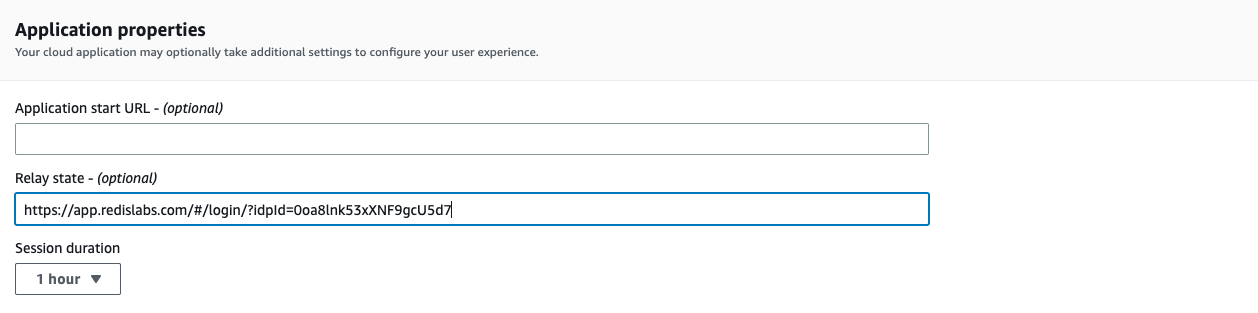 Application properties
Your cloud application may optionally take additional settings to configure your user experience.
Application start URL - (optional)
Relay state - (optional)
https://app.redislabs.com/#/login/?idpId=0oa8lnk53xXNF9gcU5d7
Session duration
1 hour